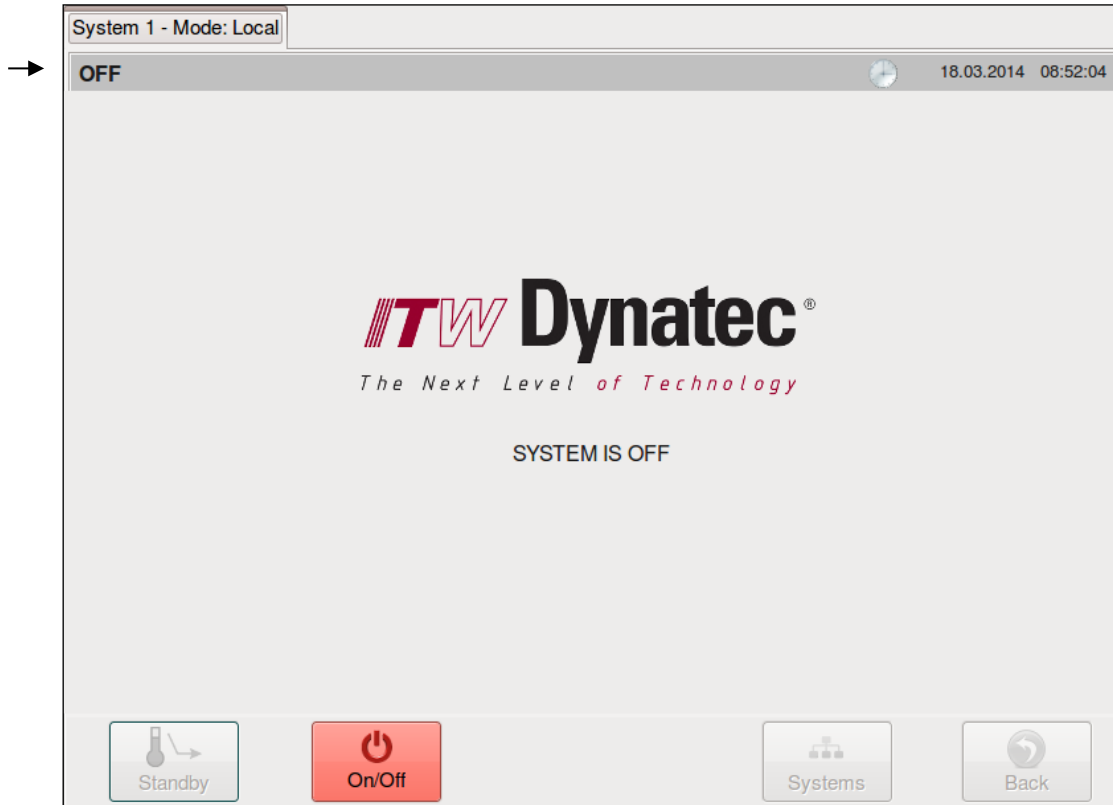 System 1 - Mode: Local
OFF 18.03.2014 08:52:04
ITW Dynatec®
The Next Level of Technology
SYSTEM IS OFF
Standby On/Off Systems Back